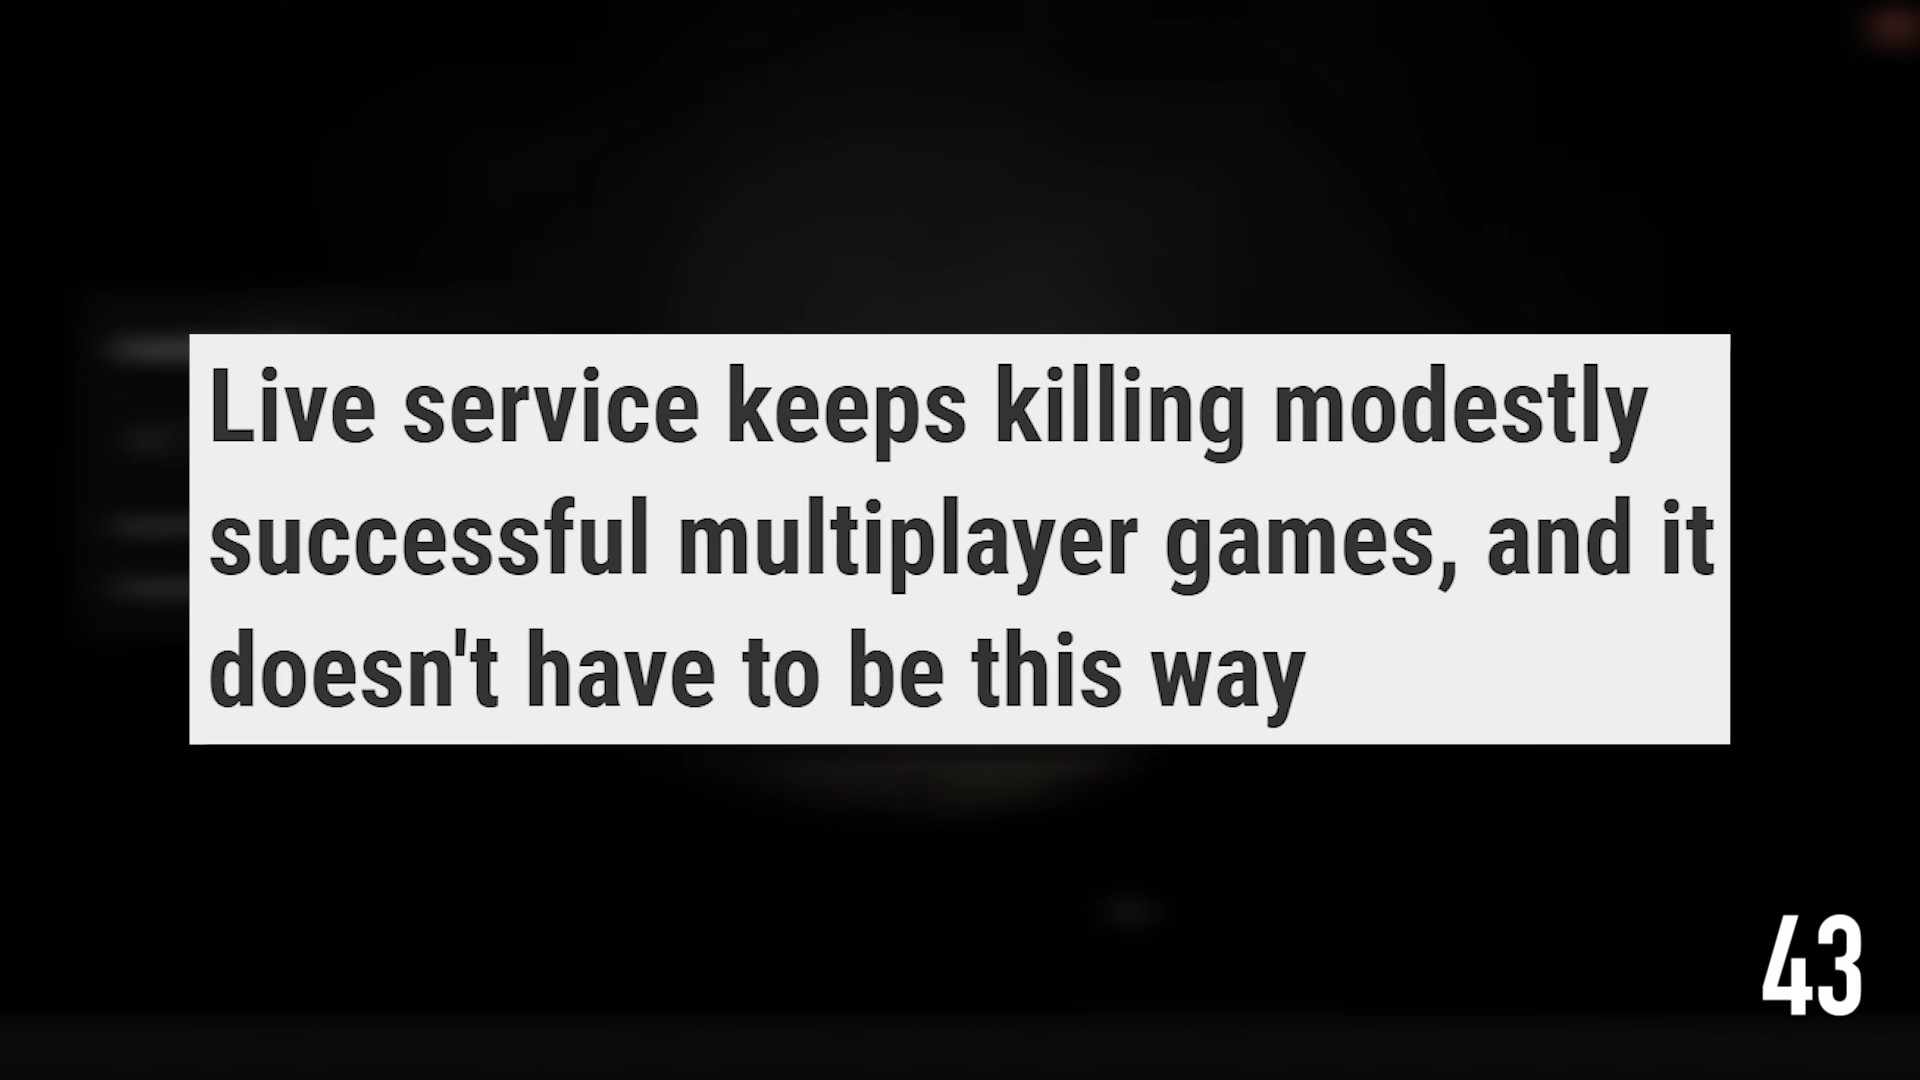 Live service keeps killing modestly
successful multiplayer games, and it
doesn't have to be this way
43